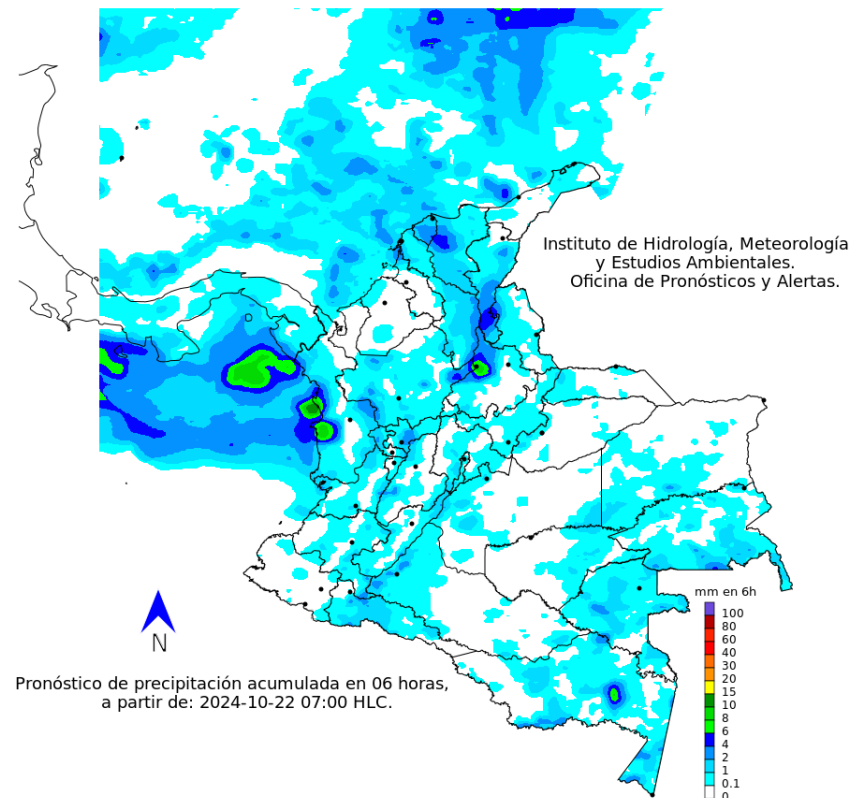 Instituto de Hidrología, Meteorología
y Estudios Ambientales.
Oficina de Pronósticos y Alertas.
mm en 6h
100
80
60
40
30
20
15
10
8
6
4
2
1
0.1
0
N
Pronóstico de precipitación acumulada en 06 horas,
a partir de: 2024-10-22 07:00 HLC.